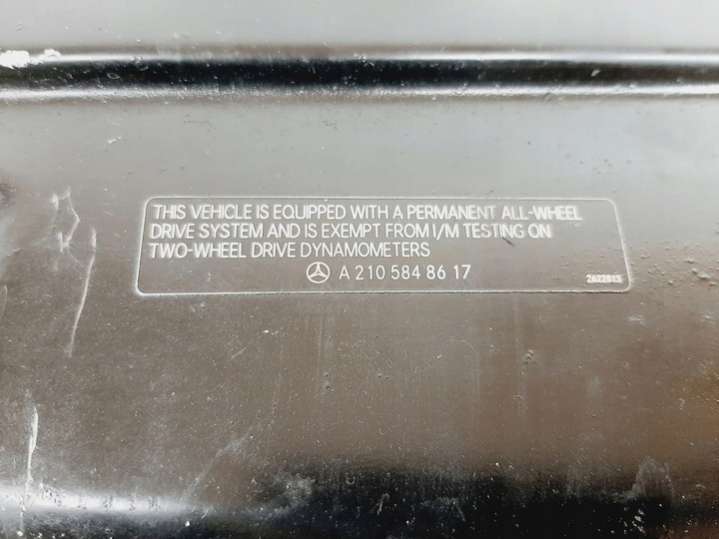 THIS VEHICLE IS EQUIPPED WITH A PERMANENT ALL-WHEEL
DRIVE SYSTEM AND IS EXEMPT FROM I/M TESTING ON
TWO-WHEEL DRIVE DYNAMOMETERS
A 210 584 86 17